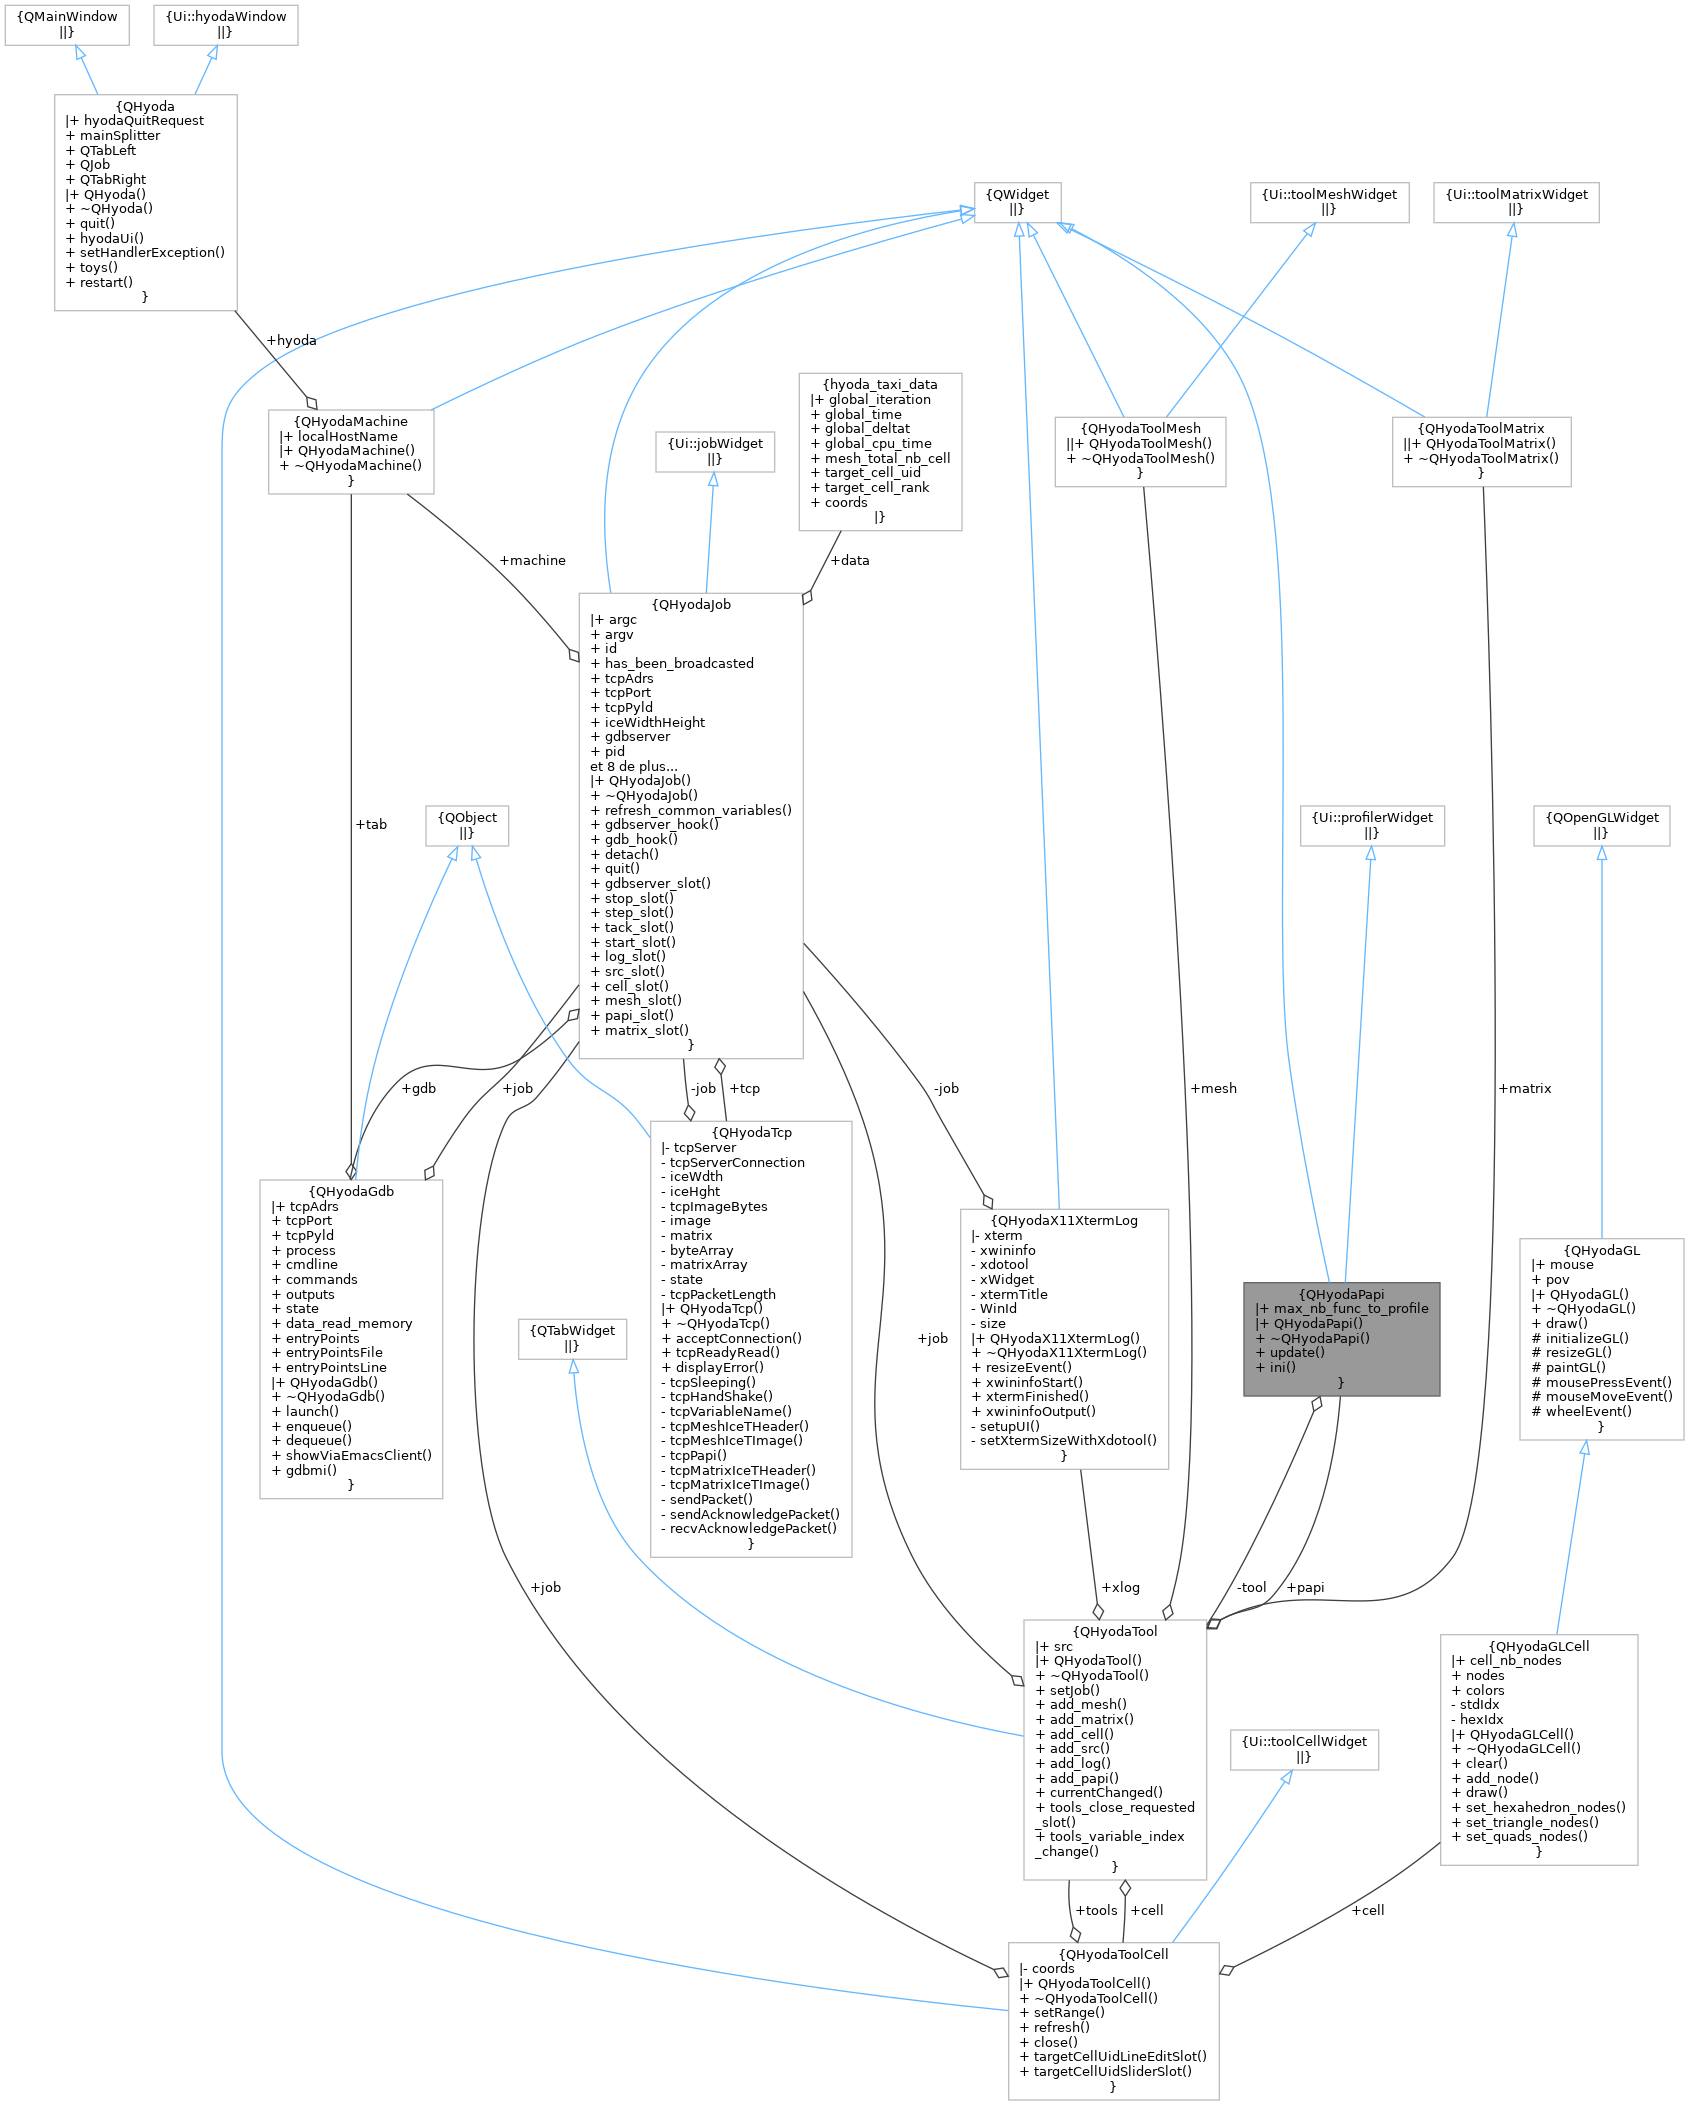 {QMainWindow
||}
{Ui::hyodaWindow
||}
{QHyoda
|+ hyodaQuitRequest
+ mainSplitter
+ QTabLeft
+ QJob
+ QTabRight
|+ QHyoda()
+ ~QHyoda()
+ quit()
+ hyodaUi()
+ setHandlerException()
+ toys()
+ restart()
}
{QWidget
||}
{Ui::toolMeshWidget
||}
{Ui::toolMatrixWidget
||}
+hyoda
{QHyodaMachine
|+ localHostName
|+ QHyodaMachine()
+ ~QHyodaMachine()
}
{Ui::jobWidget
||}
{hyoda_taxi_data
|+ global_iteration
+ global_time
+ global_deltat
+ global_cpu_time
+ mesh_total_nb_cell
+ target_cell_uid
+ target_cell_rank
+ coords
|}
{QHyodaToolMesh
||+ QHyodaToolMesh()
+ ~QHyodaToolMesh()
}
{QHyodaToolMatrix
||+ QHyodaToolMatrix()
+ ~QHyodaToolMatrix()
}
+machine
+data
{QHyodaJob
|+ argc
+ argv
+ id
+ has_been_broadcasted
+ tcpAdrs
+ tcpPort
+ tcpPyld
+ iceWidthHeight
+ gdbserver
+ pid
et 8 de plus...
|+ QHyodaJob()
+ ~QHyodaJob()
+ refresh_common_variables()
+ gdbserver_hook()
+ gdb_hook()
+ detach()
+ quit()
+ gdbserver_slot()
+ stop_slot()
+ step_slot()
+ tack_slot()
+ start_slot()
+ log_slot()
+ src_slot()
+ cell_slot()
+ mesh_slot()
+ papi_slot()
+ matrix_slot()
}
+tab
{QObject
||}
{Ui::profilerWidget
||}
{QOpenGLWidget
||}
+gdb
+job
-job
+tcp
-job
+mesh
+matrix
{QHyodaGdb
|+ tcpAdrs
+ tcpPort
+ tcpPyld
+ process
+ cmdline
+ commands
+ outputs
+ state
+ data_read_memory
+ entryPoints
+ entryPointsFile
+ entryPointsLine
|+ QHyodaGdb()
+ ~QHyodaGdb()
+ launch()
+ enqueue()
+ dequeue()
+ showViaEmacsClient()
+ gdbmi()
}
{QTabWidget
||}
{QHyodaTcp
|- tcpServer
- tcpServerConnection
- iceWdth
- iceHght
- tcpImageBytes
- image
- matrix
- byteArray
- matrixArray
- state
- tcpPacketLength
|+ QHyodaTcp()
+ ~QHyodaTcp()
+ acceptConnection()
+ tcpReadyRead()
+ displayError()
- tcpSleeping()
- tcpHandShake()
- tcpVariableName()
- tcpMeshIceTHeader()
- tcpMeshIceTImage()
- tcpPapi()
- tcpMatrixIceTHeader()
- tcpMatrixIceTImage()
- sendPacket()
- sendAcknowledgePacket()
- recvAcknowledgePacket()
}
+job
{QHyodaX11XtermLog
|- xterm
- xwininfo
- xdotool
- xWidget
- xtermTitle
- WinId
- size
|+ QHyodaX11XtermLog()
+ ~QHyodaX11XtermLog()
+ resizeEvent()
+ xwininfoStart()
+ xtermFinished()
+ xwininfoOutput()
- setupUI()
- setXtermSizeWithXdotool()
}
{QHyodaPapi
|+ max_nb_func_to_profile
|+ QHyodaPapi()
+ ~QHyodaPapi()
+ update()
+ ini()
}
{QHyodaGL
|+ mouse
+ pov
|+ QHyodaGL()
+ ~QHyodaGL()
+ draw()
# initializeGL()
# resizeGL()
# paintGL()
# mousePressEvent()
# mouseMoveEvent()
# wheelEvent()
}
+job
+xlog
-tool
+papi
{QHyodaTool
|+ src
|+ QHyodaTool()
+ ~QHyodaTool()
+ setJob()
+ add_mesh()
+ add_matrix()
+ add_cell()
+ add_src()
+ add_log()
+ add_papi()
+ currentChanged()
+ tools_close_requested
_slot()
+ tools_variable_index
_change()
}
{Ui::toolCellWidget
||}
{QHyodaGLCell
|+ cell_nb_nodes
+ nodes
+ colors
- stdIdx
- hexIdx
|+ QHyodaGLCell()
+ ~QHyodaGLCell()
+ clear()
+ add_node()
+ draw()
+ set_hexahedron_nodes()
+ set_triangle_nodes()
+ set_quads_nodes()
}
+tools
+cell
+cell
{QHyodaToolCell
|- coords
|+ QHyodaToolCell()
+ ~QHyodaToolCell()
+ setRange()
+ refresh()
+ close()
+ targetCellUidLineEditSlot()
+ targetCellUidSliderSlot()
}